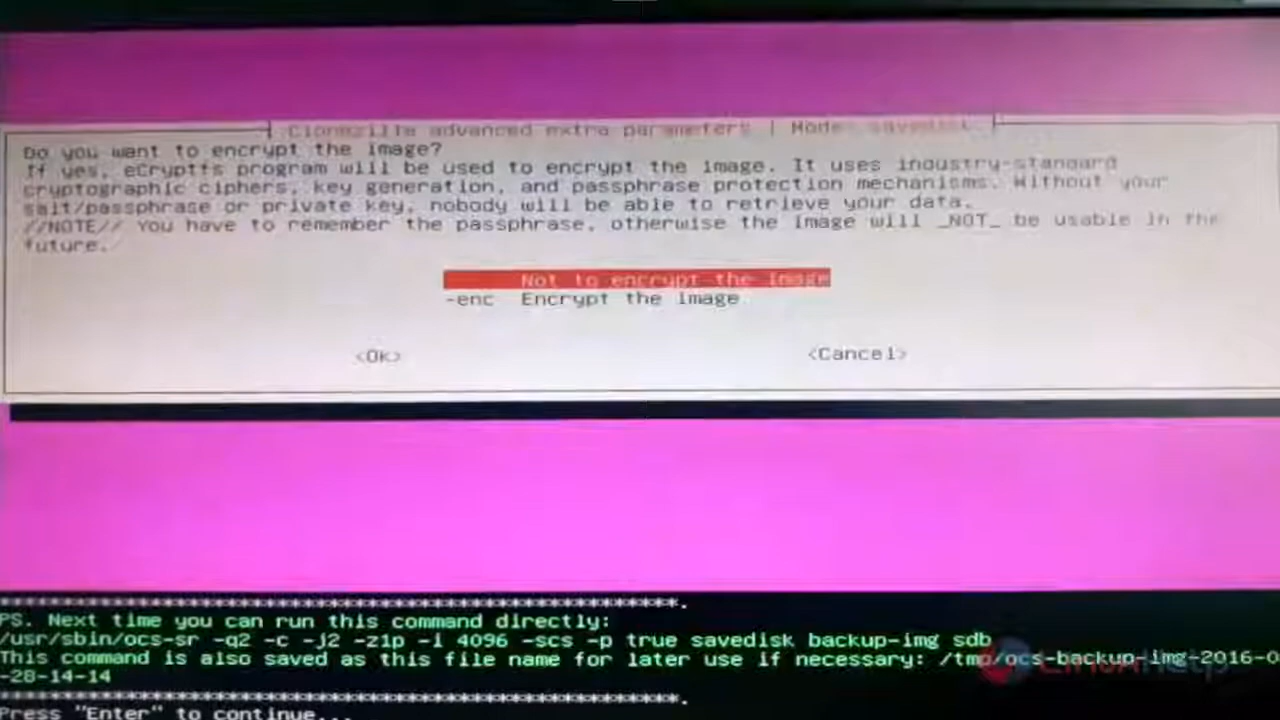 Clonezilla advanced extra parameters | Mode: savedisk
Do you want to encrypt the image?
If yes, eCryptfs program will be used to encrypt the image. It uses industry-standard
cryptographic ciphers, key generation, and passphrase protection mechanisms. Without your
salt/passphrase or private key, nobody will be able to retrieve your data.
//NOTE// You have to remember the passphrase, otherwise the image will _NOT_ be usable in the
future.
Not to encrypt the image
-enc Encrypt the image
<Ok> <Cancel>
*****************************************************.
PS. Next time you can run this command directly:
/usr/sbin/ocs-sr -q2 -c -j2 -z1p -i 4096 -scs -p true savedisk backup-img sdb
This command is also saved as this file name for later use if necessary: /tmp/ocs-backup-img-2016-0
-28-14-14
*****************************************************.
Press "Enter" to continue...
LinuxHelp